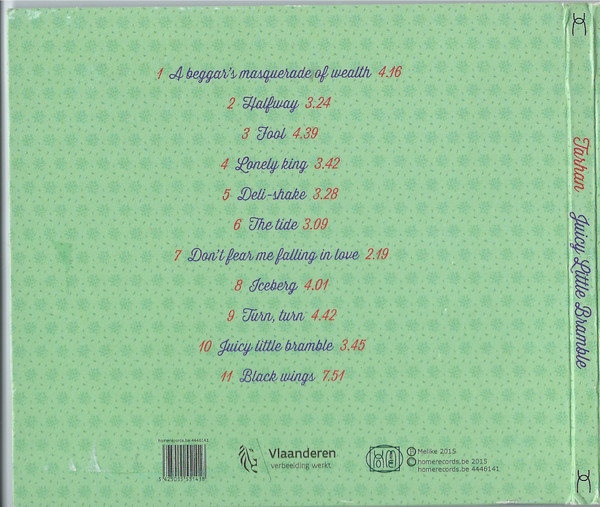 1 A beggar's masquerade of wealth 4.16
2 Halfway 3.24
3 Fool 4.39
4 Lonely king 3.42
5 Deli-shake 3.28
6 The tide 3.09
7 Don't fear me falling in love 2.19
8 Iceberg 4.01
9 Turn, turn 4.42
10 Juicy little bramble 3.45
11 Black wings 7.51
Tarhan Juicy Little Bramble
homerecords.be 4446141
Vlaanderen
verbeelding werkt
℗ Melike 2015
© homerecords.be 2015
homerecords.be 4446141